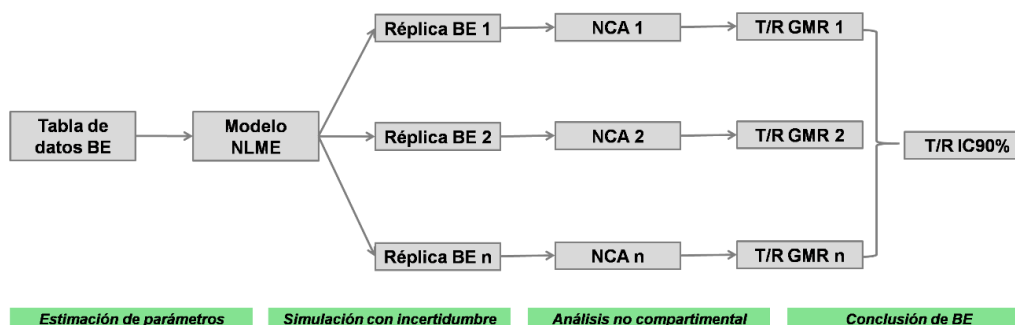 Réplica BE 1
NCA 1
T/R GMR 1
Tabla de
datos BE
Modelo
NLME
Réplica BE 2
NCA 2
T/R GMR 2
T/R IC90%
Réplica BE n
NCA n
T/R GMR n
Estimación de parámetros
Simulación con incertidumbre
Análisis no compartimental
Conclusión de BE